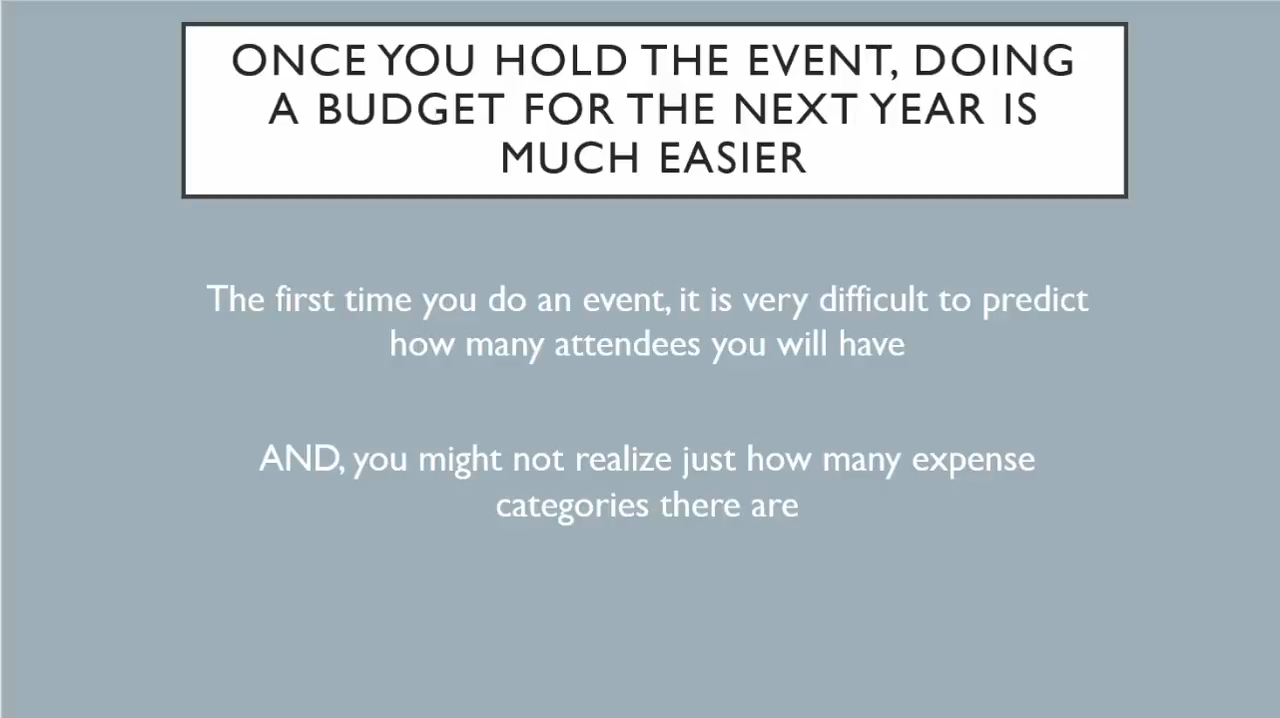 ONCE YOU HOLD THE EVENT, DOING
A BUDGET FOR THE NEXT YEAR IS
MUCH EASIER
The first time you do an event, it is very difficult to predict
how many attendees you will have
AND, you might not realize just how many expense
categories there are